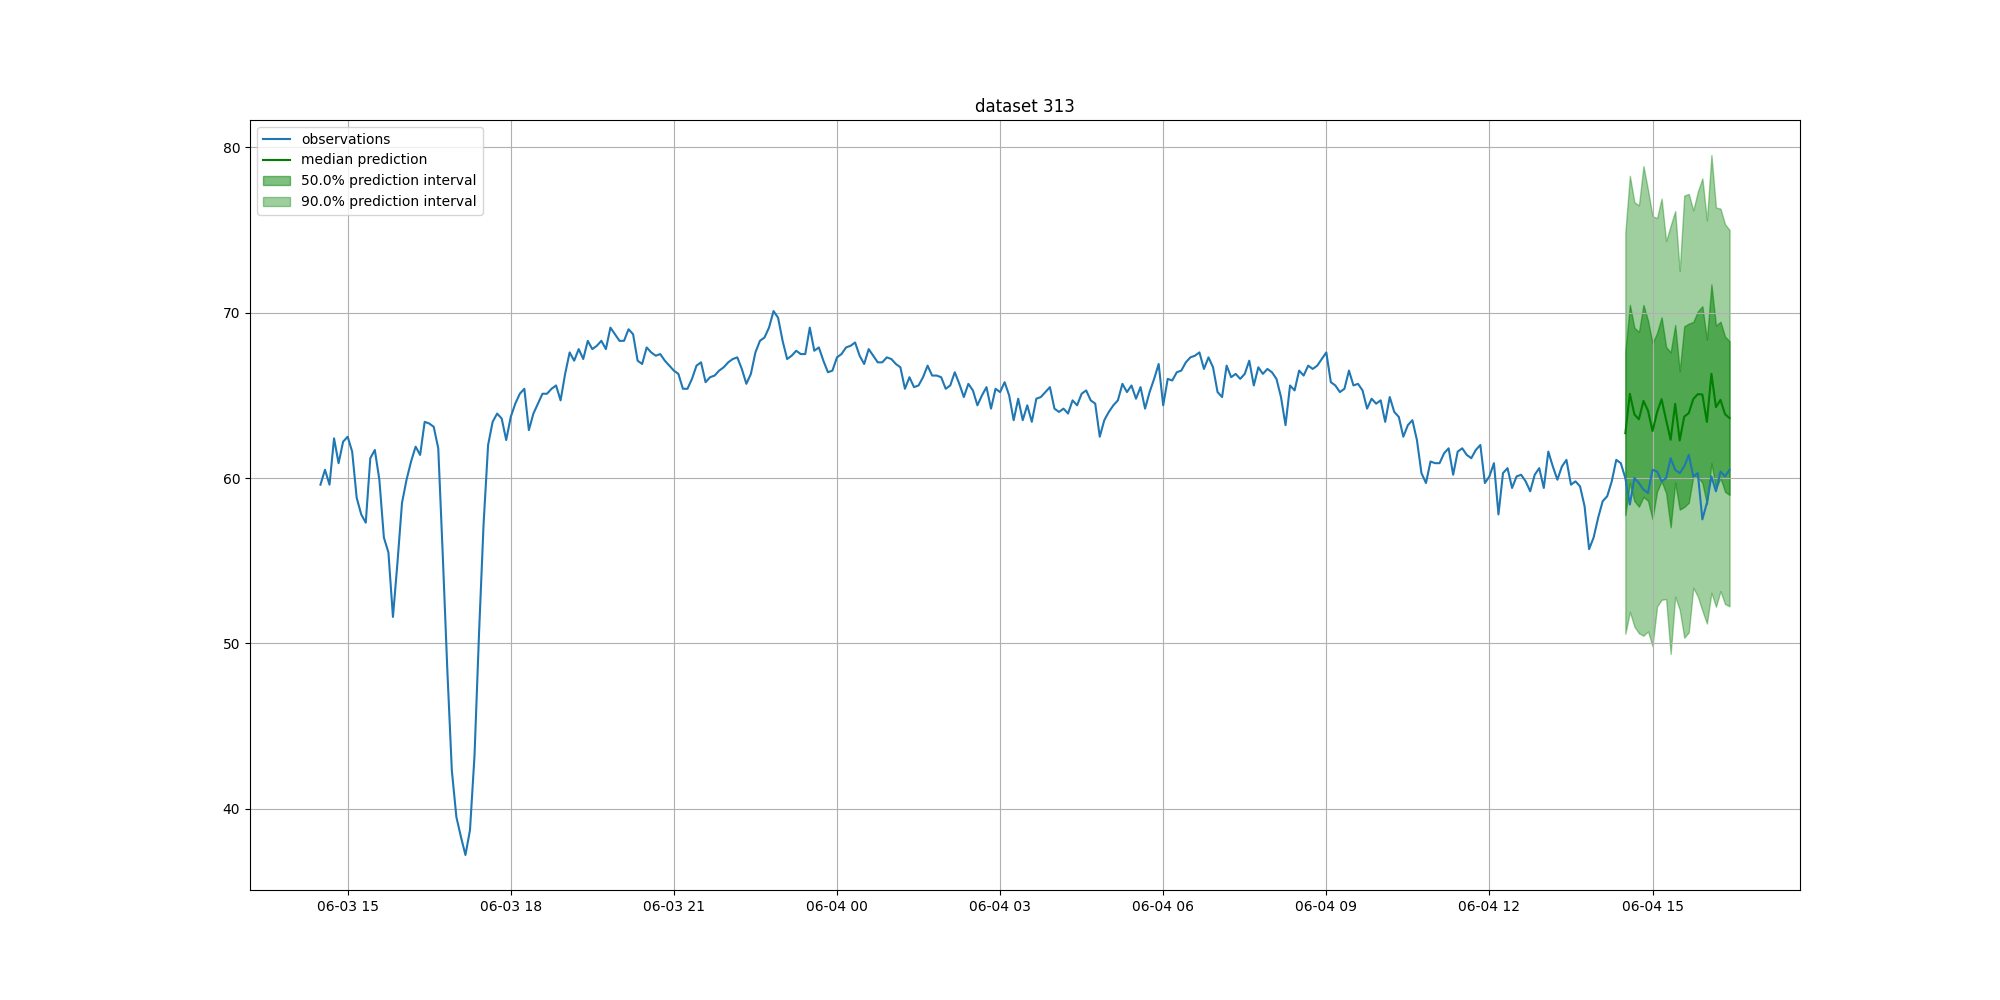 dataset 313
observations
median prediction
50.0% prediction interval
90.0% prediction interval
80
70
60
50
40
06-03 15
06-03 18
06-03 21
06-04 00
06-04 03
06-04 06
06-04 09
06-04 12
06-04 15